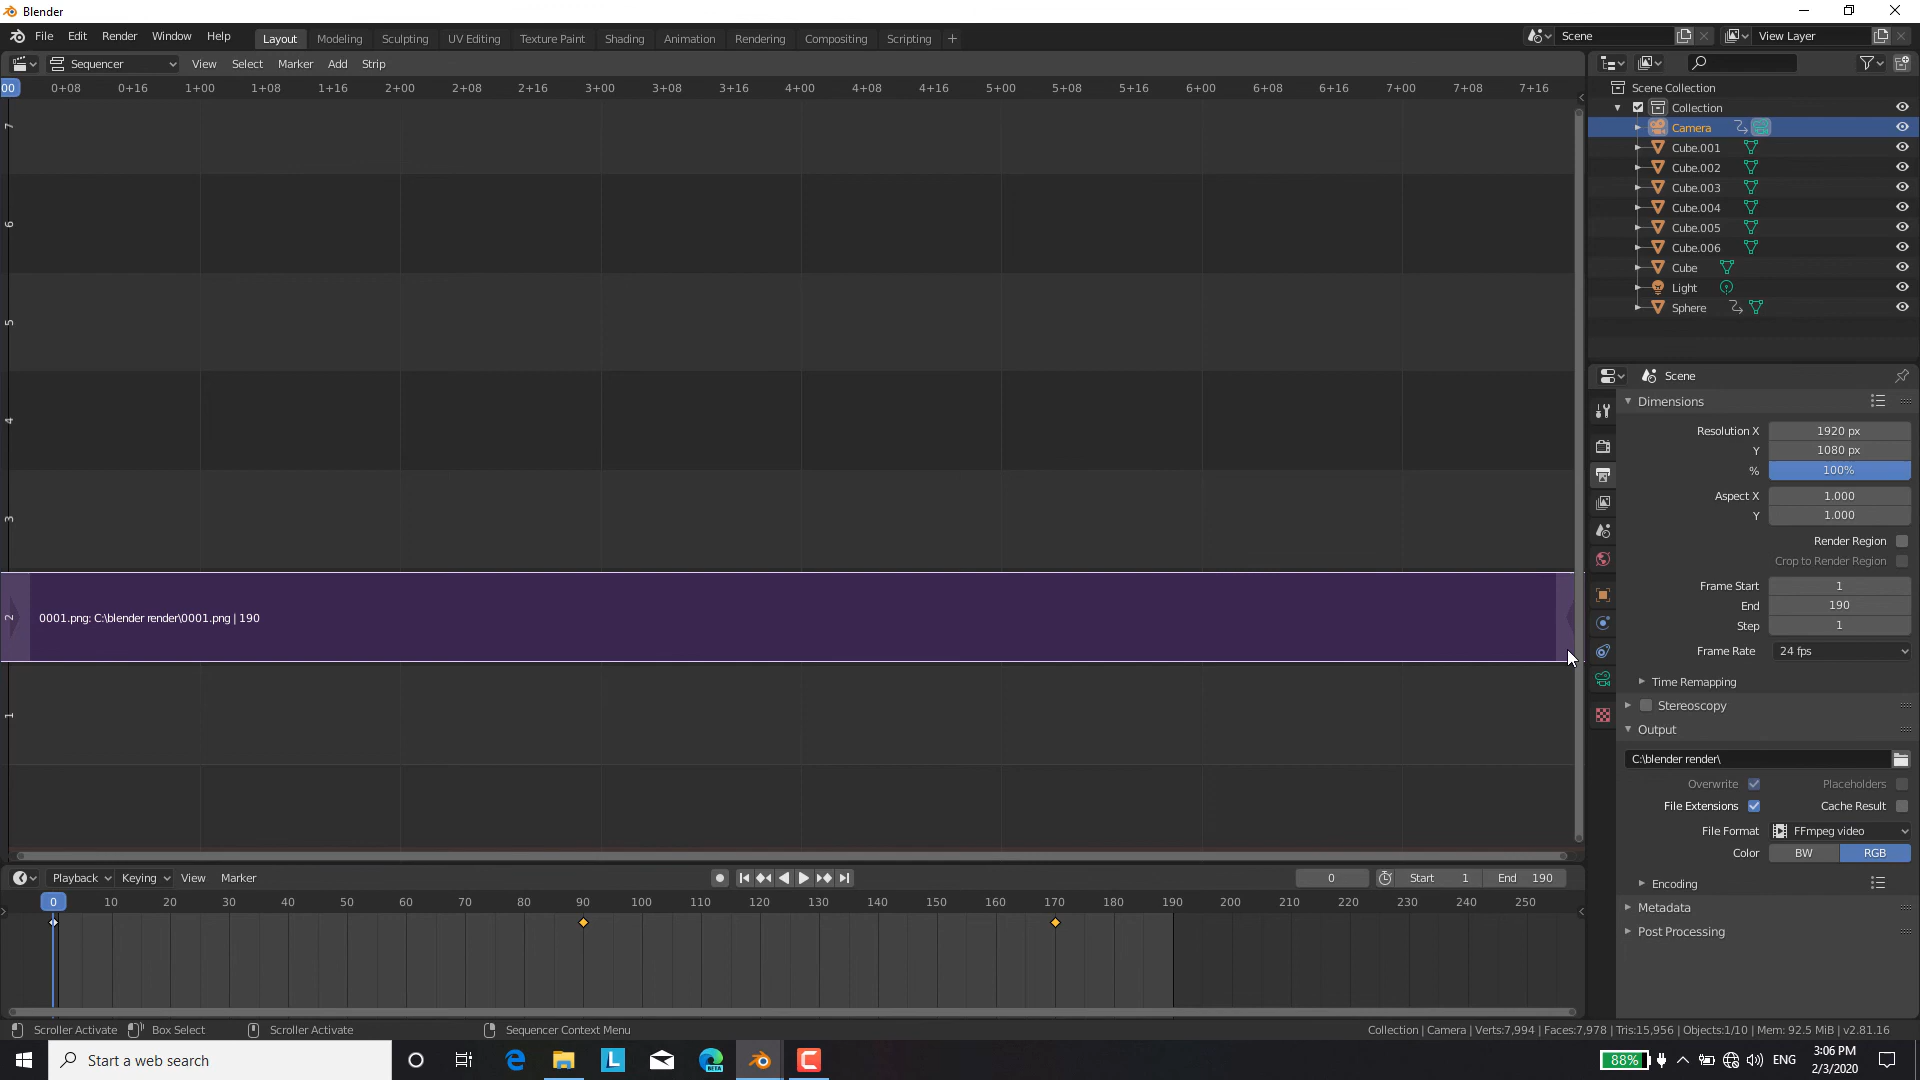 Blender
File Edit Render Window Help
Layout Modeling Sculpting UV Editing Texture Paint Shading Animation Rendering Compositing Scripting +
Scene
View Layer
Sequencer View Select Marker Add Strip
00 0+08 0+16 1+00 1+08 1+16 2+00 2+08 2+16 3+00 3+08 3+16 4+00 4+08 4+16 5+00 5+08 5+16 6+00 6+08 6+16 7+00 7+08 7+16
7
6
5
4
3
2
0001.png: C:\blender render\0001.png | 190
1
Scene Collection
Collection
Camera
Cube.001
Cube.002
Cube.003
Cube.004
Cube.005
Cube.006
Cube
Light
Sphere
Scene
Dimensions
Resolution X 1920 px
Y 1080 px
% 100%
Aspect X 1.000
Y 1.000
Render Region
Crop to Render Region
Frame Start 1
End 190
Step 1
Frame Rate 24 fps
Time Remapping
Stereoscopy
Output
C:\blender render\
Overwrite Placeholders
File Extensions Cache Result
File Format FFmpeg video
Color BW RGB
Encoding
Metadata
Post Processing
Playback Keying View Marker
0 Start 1 End 190
0 10 20 30 40 50 60 70 80 90 100 110 120 130 140 150 160 170 180 190 200 210 220 230 240 250
Scroller Activate Box Select Scroller Activate Sequencer Context Menu
Collection | Camera | Verts:7,994 | Faces:7,978 | Tris:15,956 | Objects:1/10 | Mem: 92.5 MiB | v2.81.16
Start a web search
BETA
88%
ENG
3:06 PM
2/3/2020